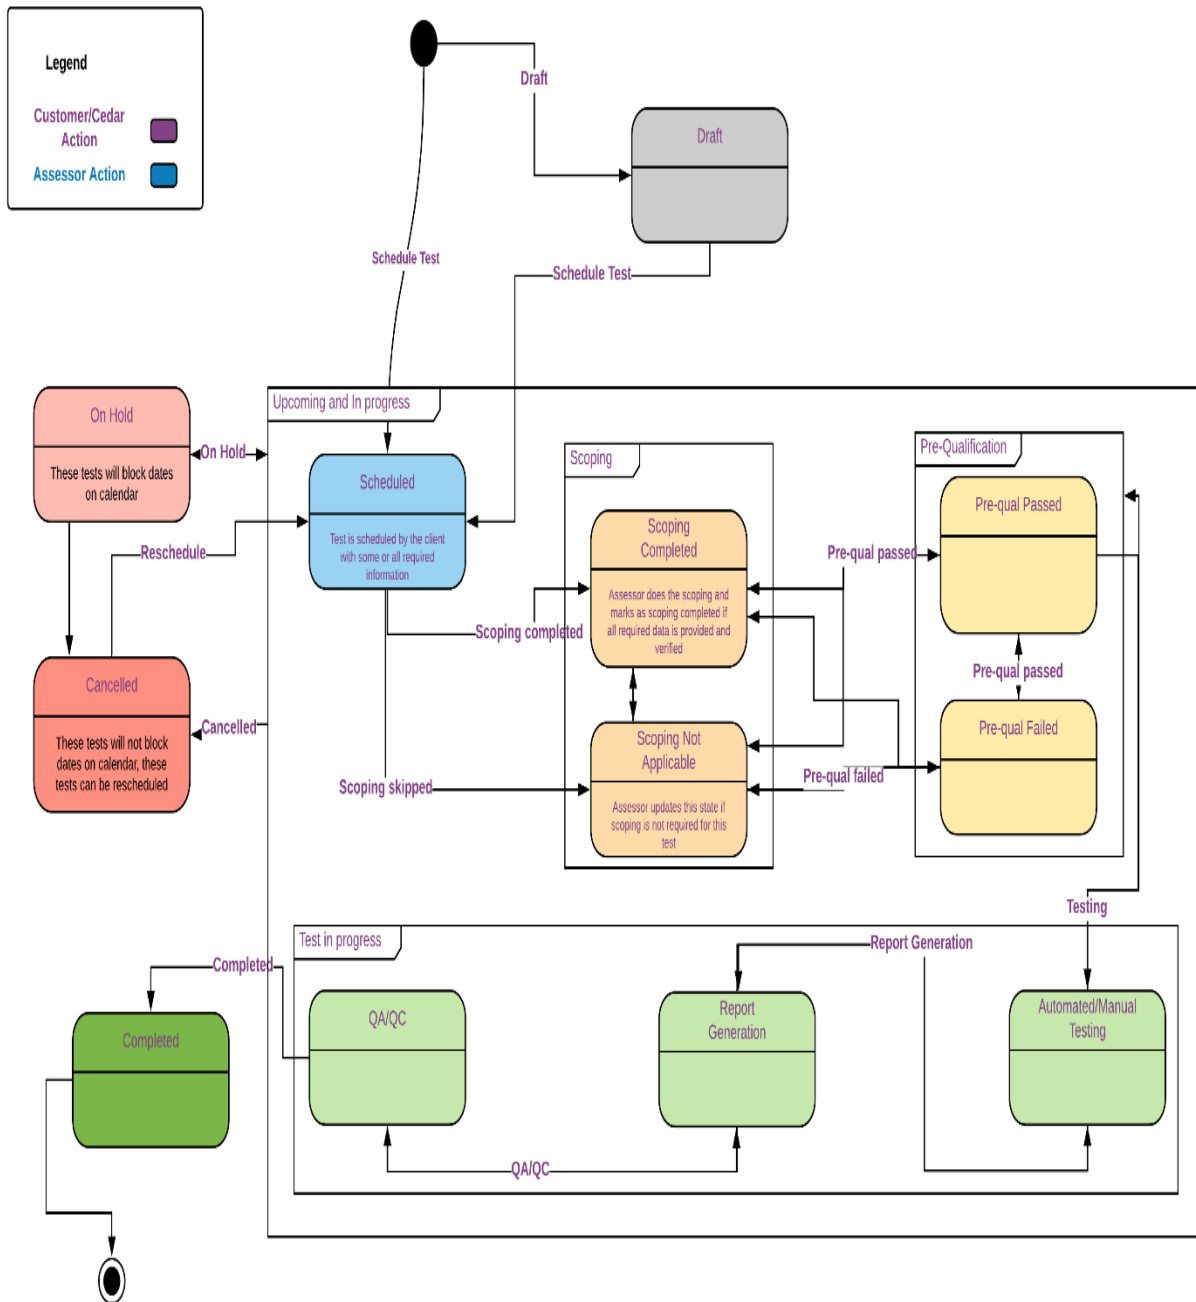 Legend
Customer/Cedar
Action
Assessor Action
Draft
Draft
Schedule Test
Schedule Test
On Hold
These tests will block dates
on calendar
On Hold
Upcoming and In progress
Scheduled
Test is scheduled by the client
with some or all required
information
Reschedule
Cancelled
These tests will not block
dates on calendar, these
tests can be rescheduled
Cancelled
Scoping completed
Scoping skipped
Scoping
Scoping
Completed
Assessor does the scoping and
marks as scoping completed if
all required data is provided and
verified
Scoping Not
Applicable
Assessor updates this state if
scoping is not required for this
test
Pre-qual passed
Pre-qual failed
Pre-Qualification
Pre-qual Passed
Pre-qual passed
Pre-qual Failed
Testing
Test in progress
Report Generation
Completed
QA/QC
Report
Generation
Automated/Manual
Testing
QA/QC
Completed